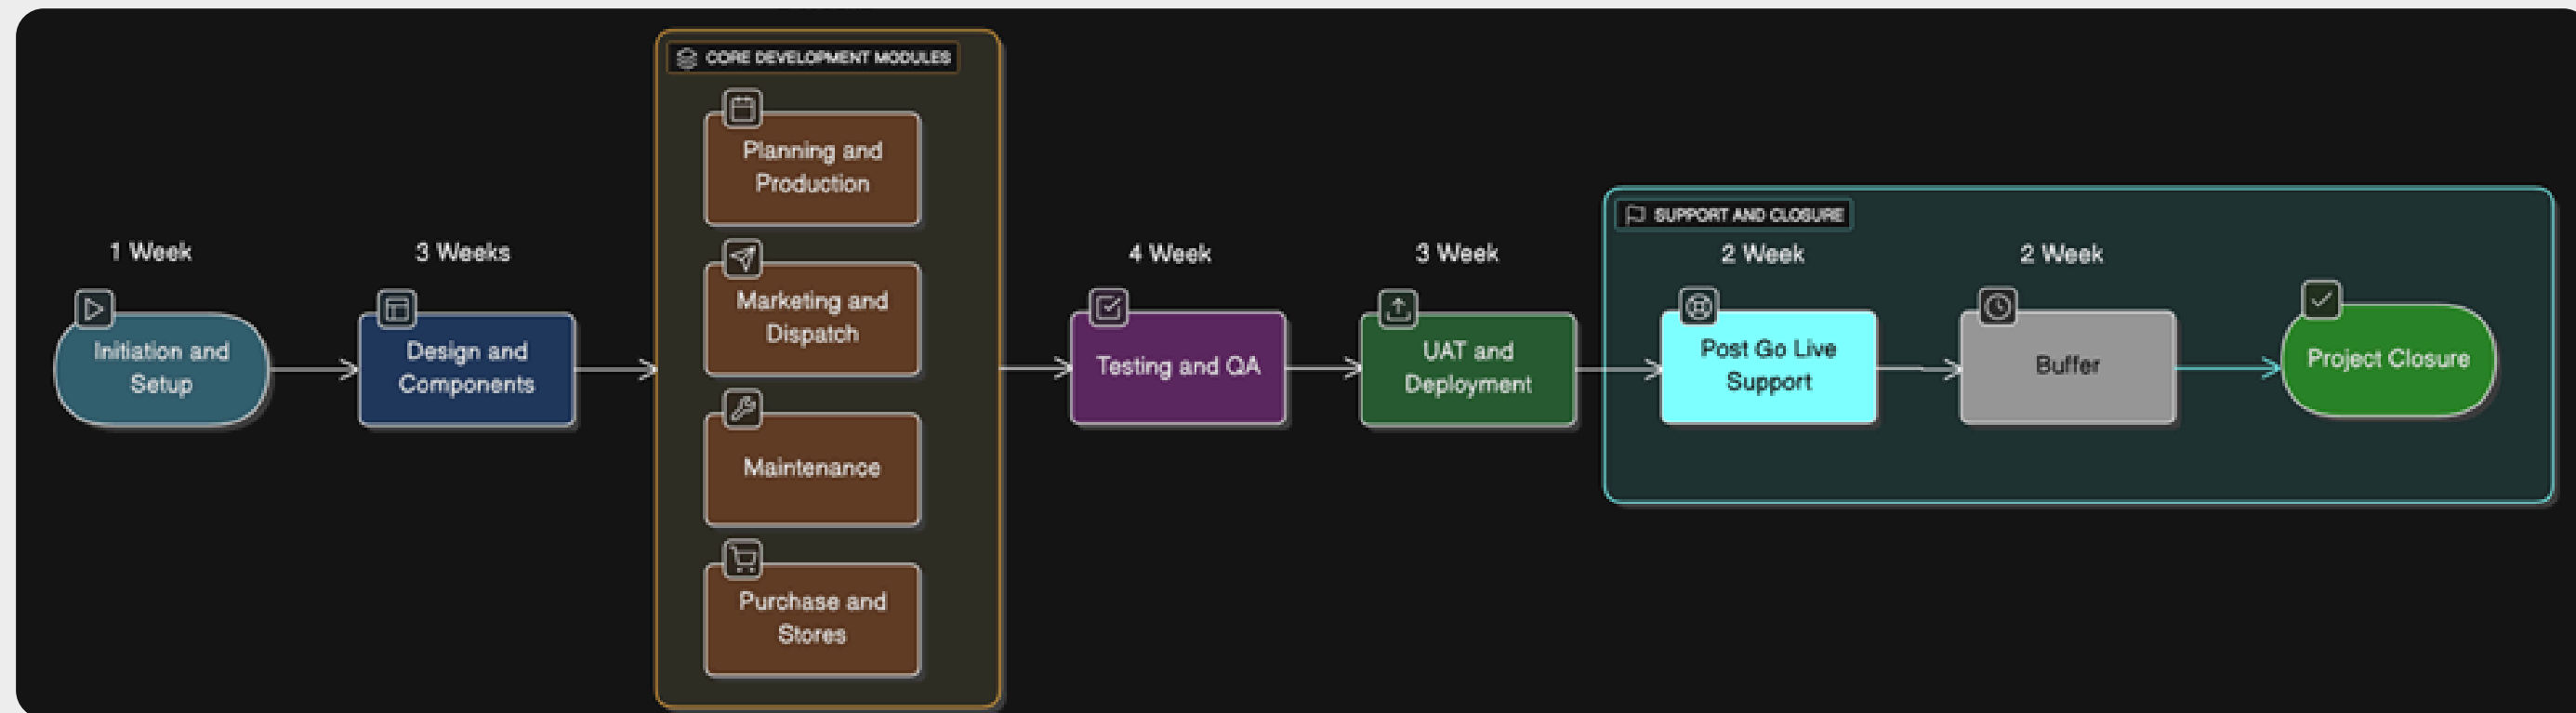 1 Week
Initiation and
Setup
3 Weeks
Design and
Components
CORE DEVELOPMENT MODULES
Planning and
Production
Marketing and
Dispatch
Maintenance
Purchase and
Stores
4 Week
Testing and QA
3 Week
UAT and
Deployment
SUPPORT AND CLOSURE
2 Week
Post Go Live
Support
2 Week
Buffer
Project Closure